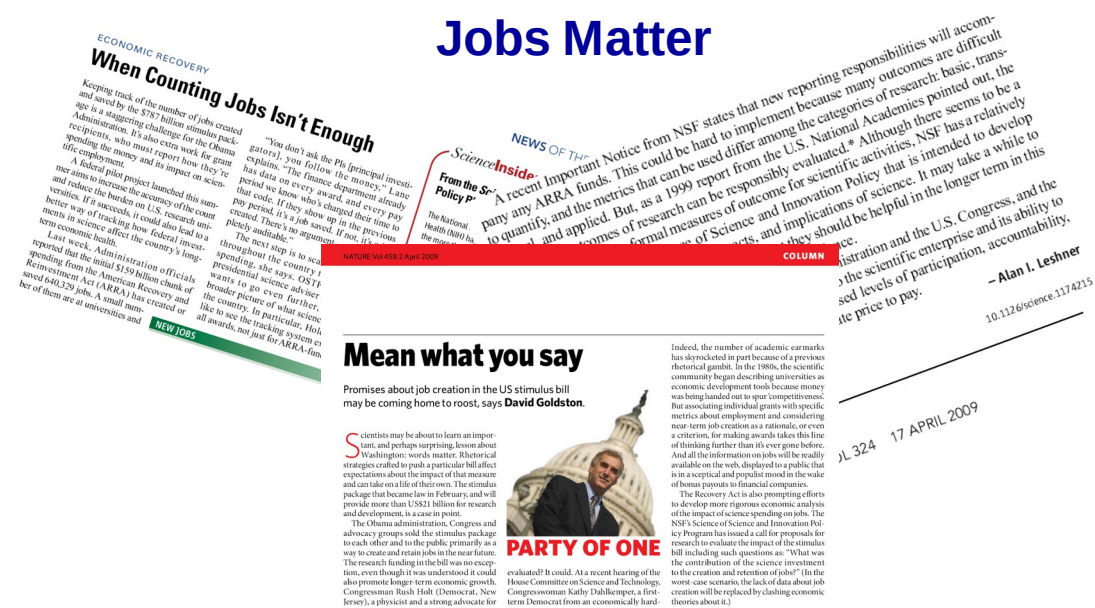 Jobs Matter
ECONOMIC RECOVERY
When Counting Jobs Isn't Enough
Keeping track of the number of jobs created
and saved by the $787 billion stimulus pack-
age is a staggering challenge for the Obama
Administration. It's also extra work for grant
recipients, who must report how they're
spending the money and its impact on scien-
tific employment.
A federal pilot project launched this sum-
mer aims to increase the accuracy of the count
and reduce the burden on U.S. research uni-
versities. If it succeeds, it could also lead to a
better way of tracking how federal invest-
ments in science affect the country's long-
term economic health.
Last week, Administration officials
reported that the initial $159 billion chunk of
spending from the American Recovery and
Reinvestment Act (ARRA) has created or
saved 640,329 jobs. A small num-
ber of them are at universities and
"You don't ask the PIs [principal investi-
gators], you follow the money," Lane
explains. "The finance department already
has data on every award, and every pay
period we know who's charged their time to
that code. If they show up in the previous
pay period, it's a job saved. If not, it's a
created. There's no argument
pletely auditable."
The next step is to sca
thoughout the country t
spending, she says. OSTP
presidential science adviser
wants to go even further,
broader picture of what scienc
the country. In particular, Hol
like to see the tracking system ex
all awards, not just for ARRA-fun
NEW JOBS
NEWS OF THE
ScienceInside
From the Sc
Policy
The National
Health (NIH) ha
the more
A recent Important Notice from NSF states that new reporting responsibilities will accom-
pany any ARRA funds. This could be hard to implement because many outcomes are difficult
to quantify, and the metrics that can be used differ among the categories of research: basic, trans-
and applied. But, as a 1999 report from the U.S. National Academies pointed out, the
comes of research can be responsibly evaluated.* Although there seems to be a
formal measures of outcome for scientific activities, NSF has a relatively
e of Science and Innovation Policy that is intended to develop
acts, and implications of science. It may take a while to
they should be helpful in the longer term in this
ce.
istration and the U.S. Congress, and the
o the scientific enterprise and its ability to
sed levels of participation, accountability,
te price to pay.
– Alan I. Leshner
10.1126/science.1174215
OL 324 17 APRIL 2009
NATURE|Vol 458|2 April 2009
COLUMN
Mean what you say
Promises about job creation in the US stimulus bill
may be coming home to roost, says David Goldston.
Scientists may be about to learn an impor-
tant, and perhaps surprising, lesson about
Washington: words matter. Rhetorical
strategies crafted to push a particular bill affect
expectations about the impact of that measure
and can take on a life of their own. The stimulus
package that became law in February, and will
provide more than US$21 billion for research
and development, is a case in point.
The Obama administration, Congress and
advocacy groups sold the stimulus package
to each other and to the public primarily as a
way to create and retain jobs in the near future.
The research funding in the bill was no excep-
tion, even though it was understood it could
also promote longer-term economic growth.
Congressman Rush Holt (Democrat, New
Jersey), a physicist and a strong advocate for
PARTY OF ONE
evaluated? It could. At a recent hearing of the
House Committee on Science and Technology,
Congresswoman Kathy Dahlkemper, a first-
term Democrat from an economically hard-
Indeed, the number of academic earmarks
has skyrocketed in part because of a previous
rhetorical gambit. In the 1980s, the scientific
community began describing universities as
economic development tools because money
was being handed out to spur 'competitiveness'.
But associating individual grants with specific
metrics about employment and considering
near-term job creation as a rationale, or even
a criterion, for making awards takes this line
of thinking further than it's ever gone before.
And all the information on jobs will be readily
available on the web, displayed to a public that
is in a sceptical and populist mood in the wake
of bonus payouts to financial companies.
The Recovery Act is also prompting efforts
to develop more rigorous economic analysis
of the impact of science spending on jobs. The
NSF's Science of Science and Innovation Pol-
icy Program has issued a call for proposals for
research to evaluate the impact of the stimulus
bill including such questions as: "What was
the contribution of the science investment
to the creation and retention of jobs?" (In the
worst-case scenario, the lack of data about job
creation will be replaced by clashing economic
theories about it.)